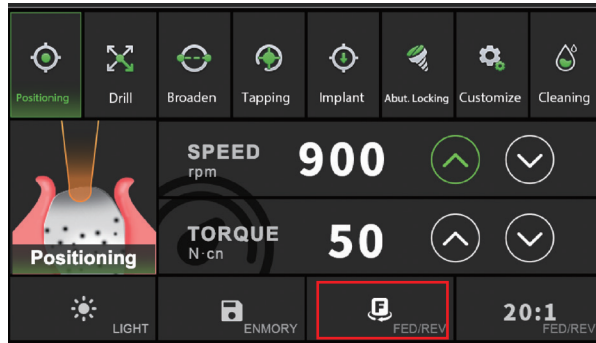 Positioning
Drill
Broaden
Tapping
Implant
Abut. Locking
Customize
Cleaning
Positioning
SPEED
rpm
900
TORQUE
N·cn
50
LIGHT
ENMORY
F
FED/REV
20:1
FED/REV